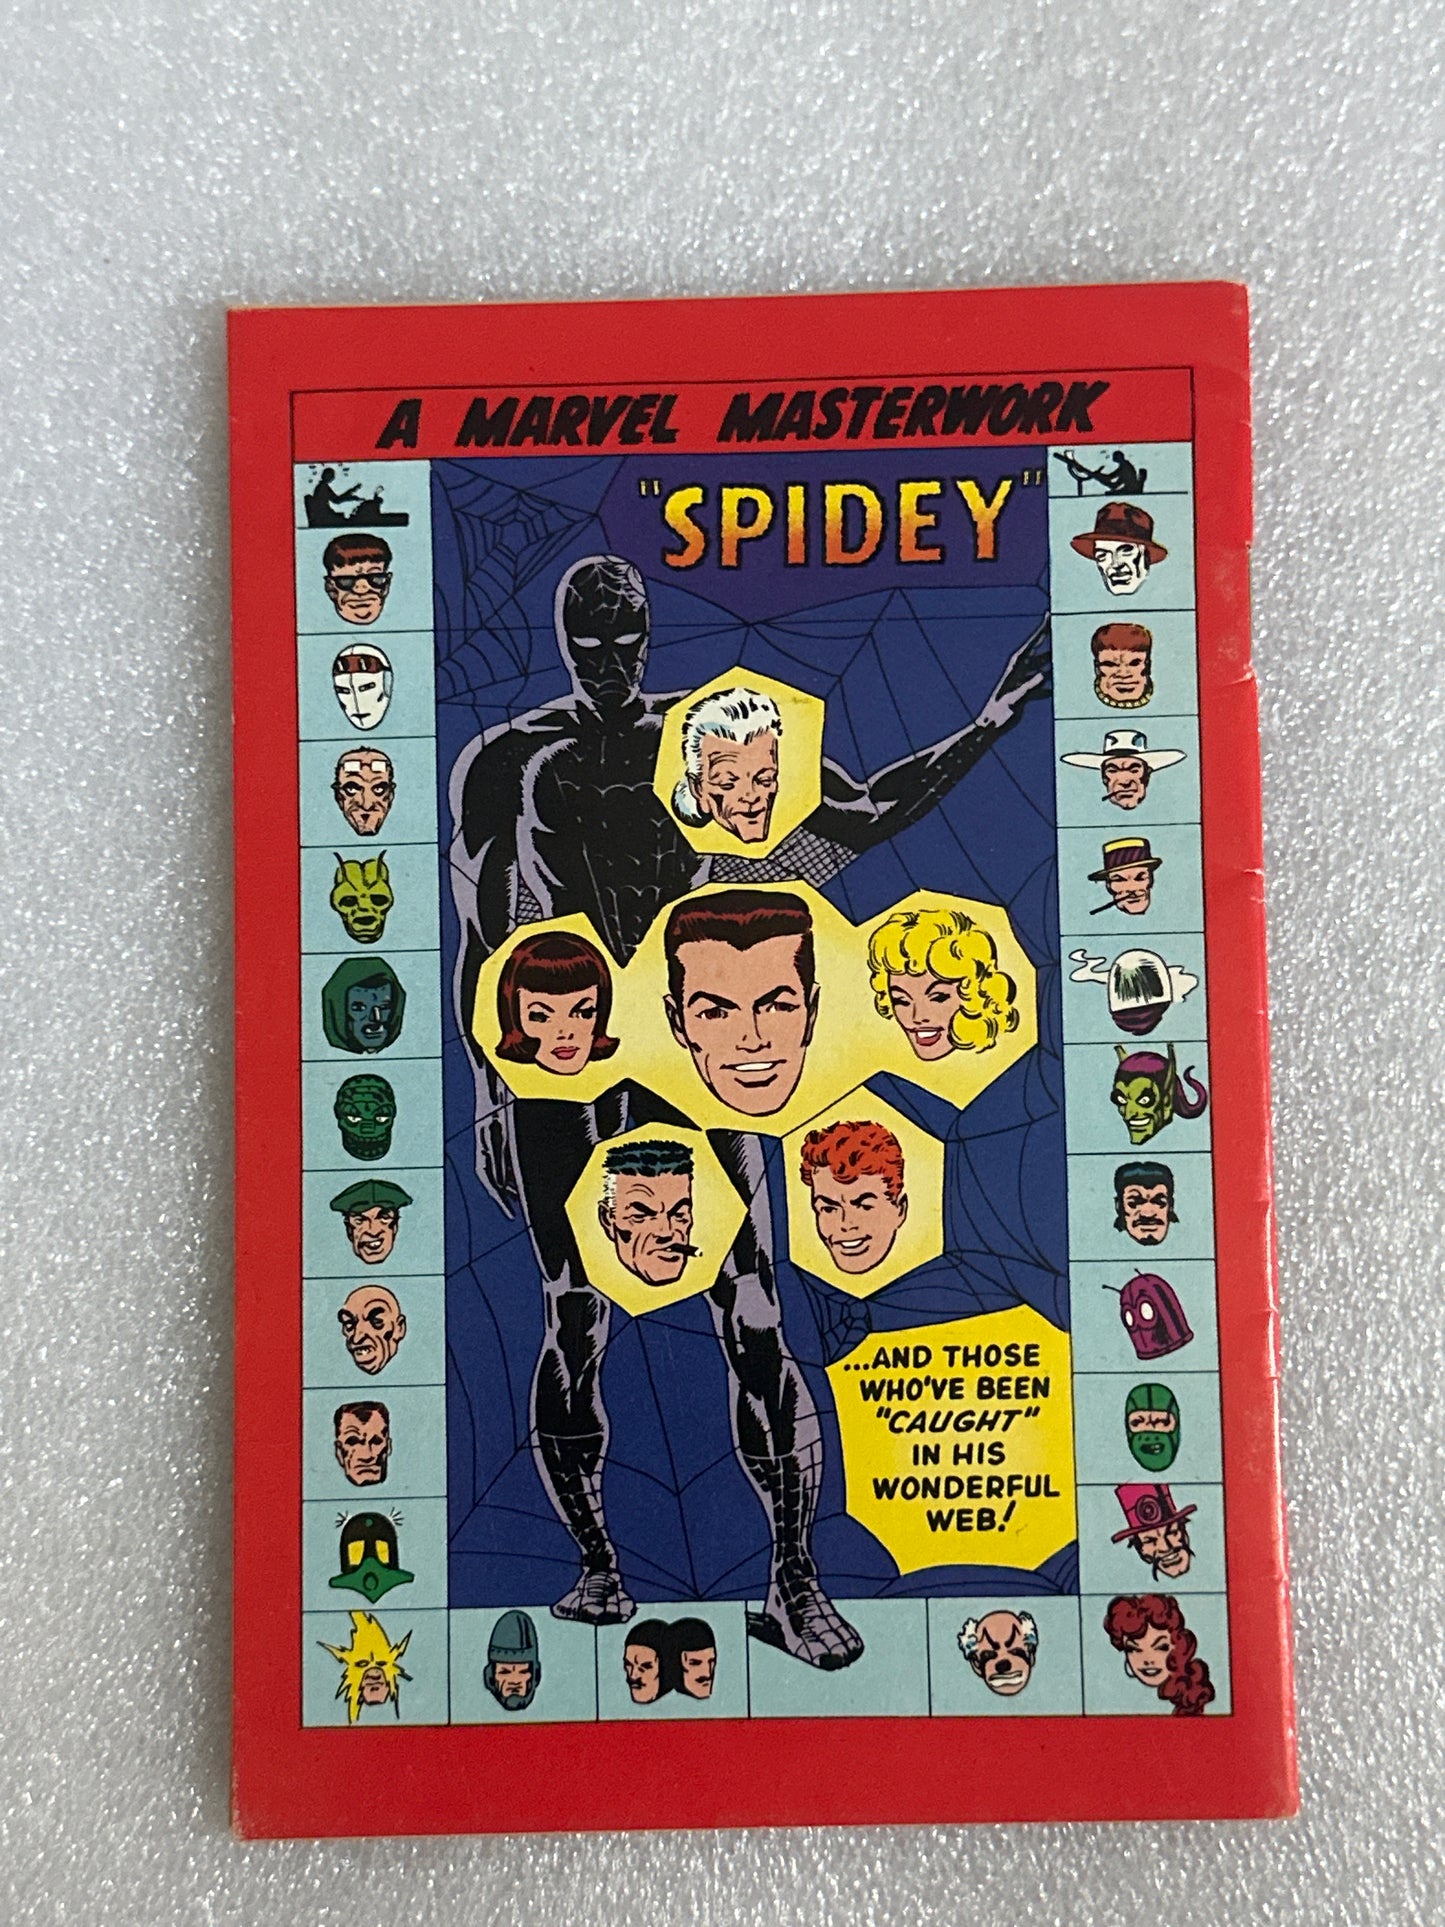 A MARVEL MASTERWORK
"SPIDEY"
...AND THOSE
WHO'VE BEEN
"CAUGHT"
IN HIS
WONDERFUL
WEB!